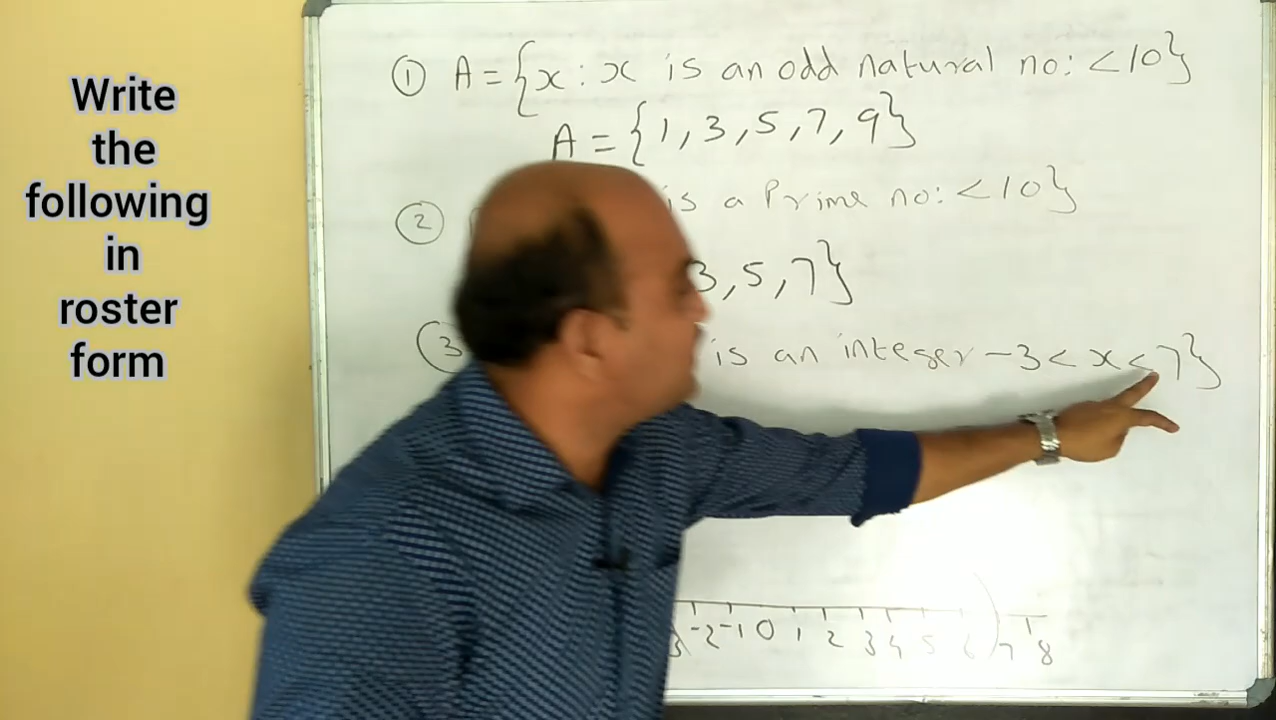 Write
the
following
in
roster
form
① A = {x : x is an odd natural no: < 10}
A = {1, 3, 5, 7, 9}
② is a Prime no: < 10}
3, 5, 7}
3 is an integer -3 < x < 7}
-2 -1 0 1 2 3 4 5 6 7 8